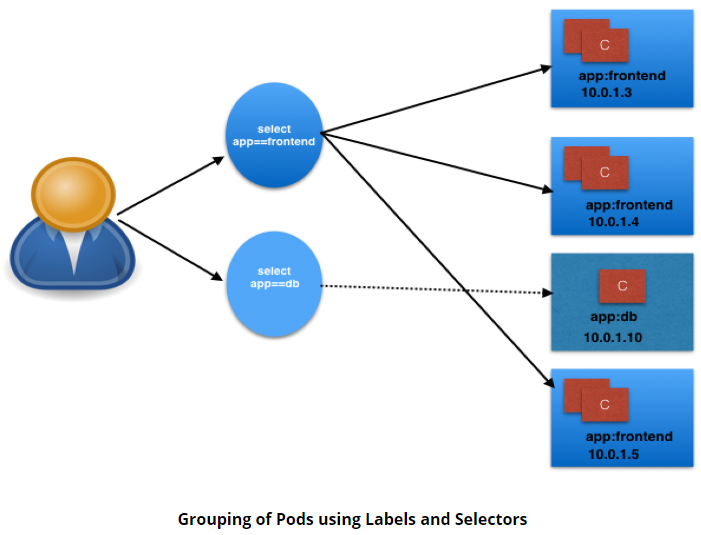 C
app:frontend
10.0.1.3
select
app==frontend
C
app:frontend
10.0.1.4
select
app==db
C
app:db
10.0.1.10
C
app:frontend
10.0.1.5
Grouping of Pods using Labels and Selectors